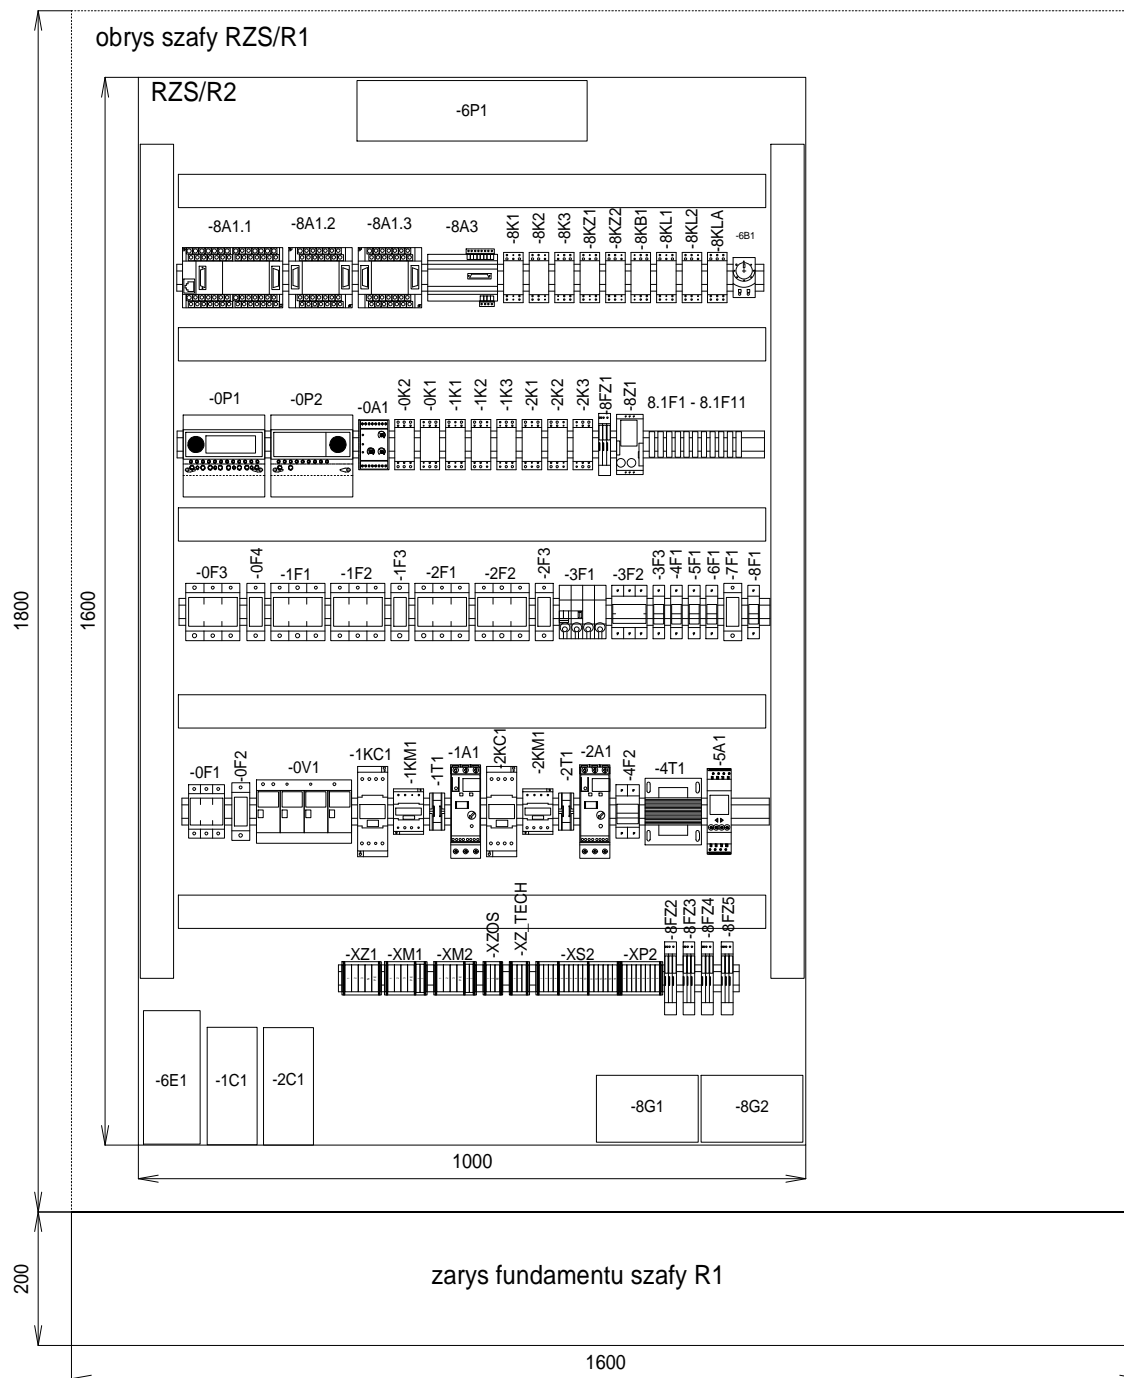 obrys szafy RZS/R1
RZS/R2
-6P1
-8A1.1 -8A1.2 -8A1.3 -8A3 -8K1 -8K2 -8K3 -8KZ1 -8KZ2 -8KB1 -8KL1 -8KL2 -8KLA -6B1
-0P1 -0P2 -0A1 -0K2 -0K1 -1K1 -1K2 -1K3 -2K1 -2K2 -2K3 -8FZ1 -8Z1 8.1F1 - 8.1F11
-0F3 -0F4 -1F1 -1F2 -1F3 -2F1 -2F2 -2F3 -3F1 -3F2 -3F3 -4F1 -5F1 -6F1 -7F1 -8F1
1800
1600
-0F1 -0F2 -0V1 -1KC1 -1KM1 -1T1 -1A1 -2KC1 -2KM1 -2T1 -2A1 -4F2 -4T1 -5A1
-XZ1 -XM1 -XM2 -XZOS -XZ_TECH -XS2 -XP2 -8FZ2 -8FZ3 -8FZ4 -8FZ5
-6E1 -1C1 -2C1 -8G1 -8G2
1000
200
zarys fundamentu szafy R1
1600